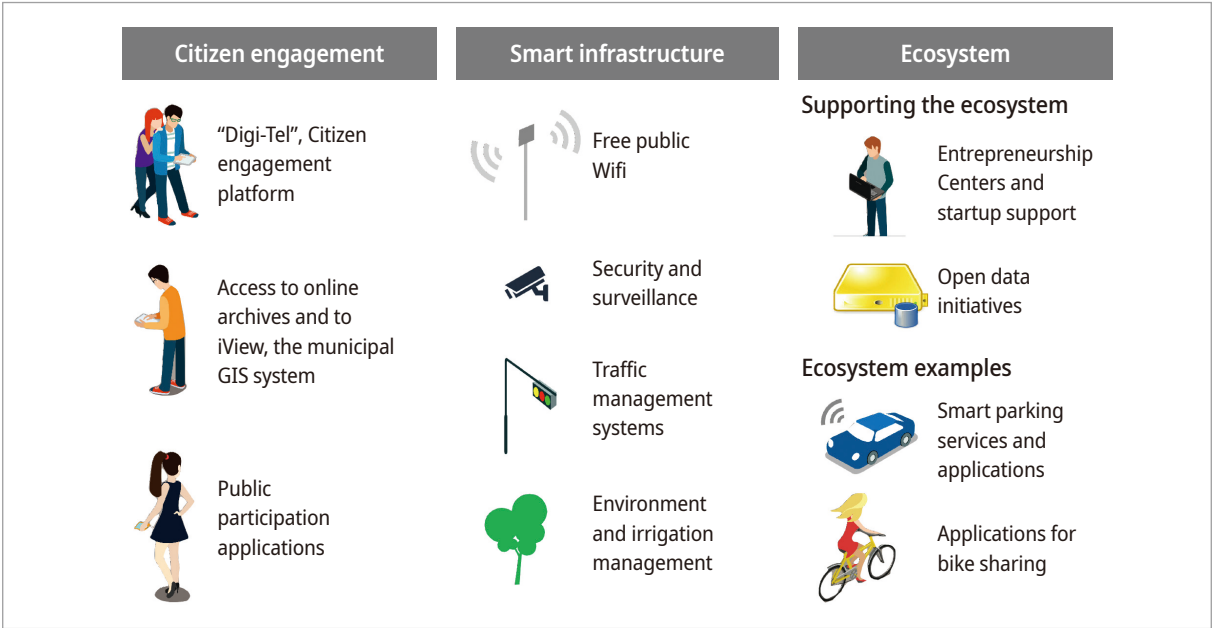 Citizen engagement
“Digi-Tel”, Citizen
engagement
platform
Access to online
archives and to
iView, the municipal
GIS system
Public
participation
applications
Smart infrastructure
Free public
Wifi
Security and
surveillance
Traffic
management
systems
Environment
and irrigation
management
Ecosystem
Supporting the ecosystem
Entrepreneurship
Centers and
startup support
Open data
initiatives
Ecosystem examples
Smart parking
services and
applications
Applications for
bike sharing